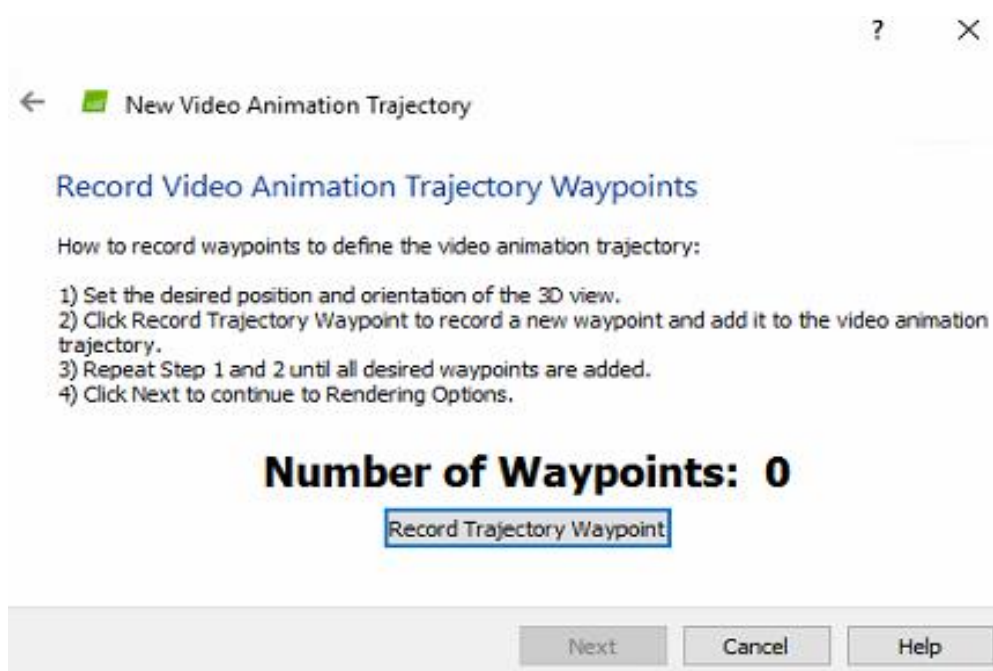 ?
New Video Animation Trajectory
Record Video Animation Trajectory Waypoints
How to record waypoints to define the video animation trajectory:
1) Set the desired position and orientation of the 3D view.
2) Click Record Trajectory Waypoint to record a new waypoint and add it to the video animation
trajectory.
3) Repeat Step 1 and 2 until all desired waypoints are added.
4) Click Next to continue to Rendering Options.
Number of Waypoints: 0
Record Trajectory Waypoint
Next Cancel Help